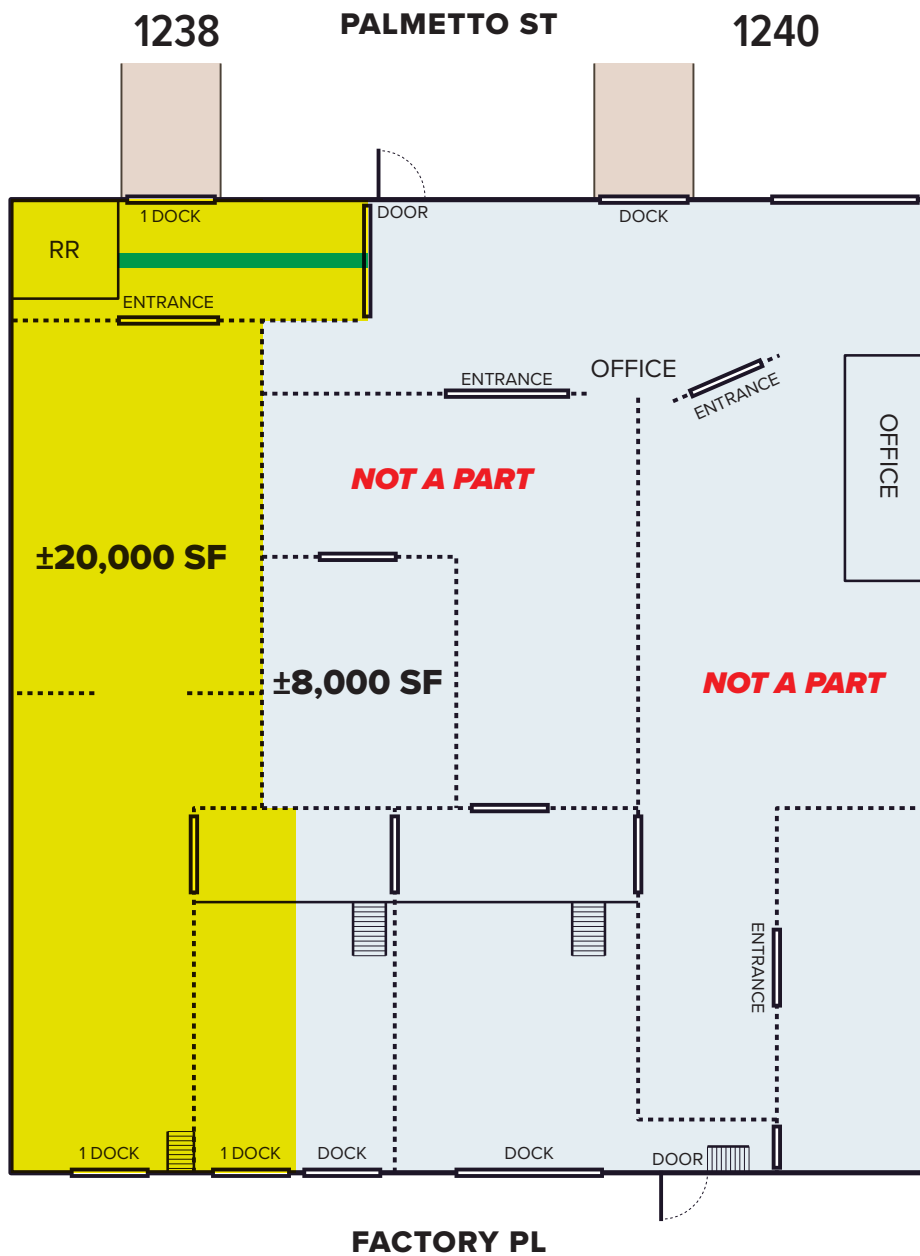 PALMETTO ST
1238
1240
1 DOCK
DOOR
DOCK
RR
ENTRANCE
OFFICE
ENTRANCE
ENTRANCE
OFFICE
NOT A PART
±20,000 SF
±8,000 SF
NOT A PART
ENTRANCE
1 DOCK
1 DOCK
DOCK
DOCK
DOOR
FACTORY PL